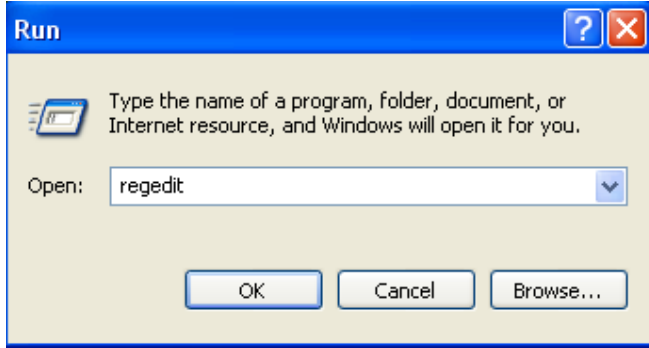 Run
Type the name of a program, folder, document, or
Internet resource, and Windows will open it for you.
Open: regedit
OK Cancel Browse...